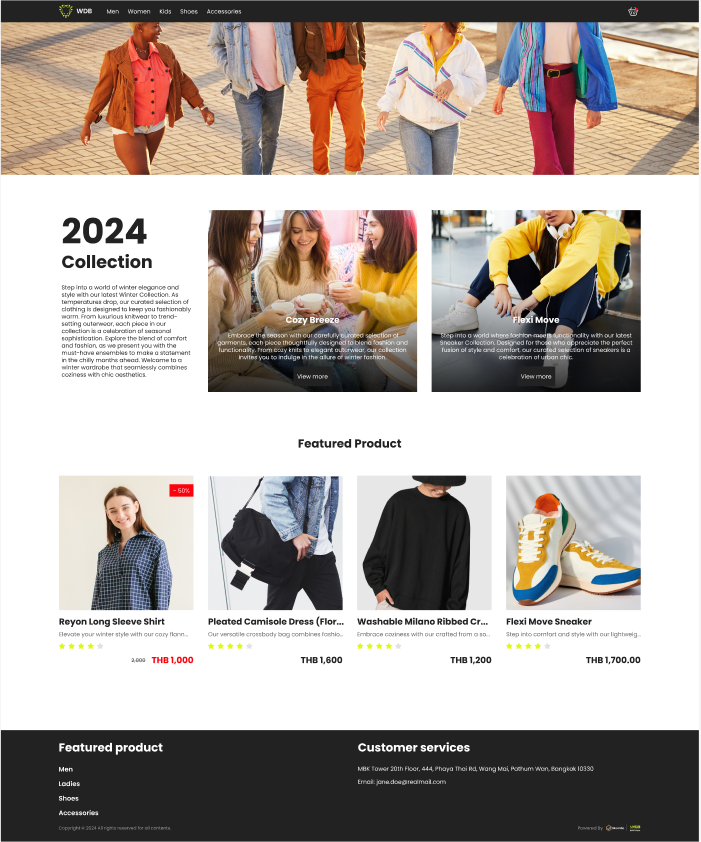 WDB Men Women Kids Shoes Accessories
2024
Collection
Step into a world of winter elegance and
style with our latest Winter Collection. As
temperatures drop, our curated selection of
clothing is designed to keep you fashionably
warm. From luxurious knitwear to trend-
setting outerwear, each piece in our
collection is a celebration of seasonal
sophistication. Explore the blend of comfort
and fashion, as we present you with the
must-have ensembles to make a statement
in the chilly months ahead. Welcome to a
winter wardrobe that seamlessly combines
coziness with chic aesthetics.
Cozy Breeze
Embrace the season with our carefully curated selection of
garments, each piece thoughtfully designed to blend fashion and
functionality. From cozy knits to elegant outerwear, our collection
invites you to indulge in the allure of winter fashion.
View more
Flexi Move
Step into a world where fashion meets functionality with our latest
Sneaker Collection. Designed for those who appreciate the perfect
fusion of style and comfort, our curated selection of sneakers is a
celebration of urban chic.
View more
Featured Product
- 50%
Reyon Long Sleeve Shirt
Elevate your winter style with our cozy flann...
2,000 THB 1,000
Pleated Camisole Dress (Flor...
Our versatile crossbody bag combines fashio...
THB 1,600
Washable Milano Ribbed Cr...
Embrace coziness with our crafted from a so...
THB 1,200
Flexi Move Sneaker
Step into comfort and style with our lightweig...
THB 1,700.00
Featured product
Men
Ladies
Shoes
Accessories
Customer services
MBK Tower 20th Floor, 444, Phaya Thai Rd, Wang Mai, Pathum Wan, Bangkok 10330
Email: jane.doe@realmail.com
Copyright © 2024 All rights reserved for all contents.
Powered By